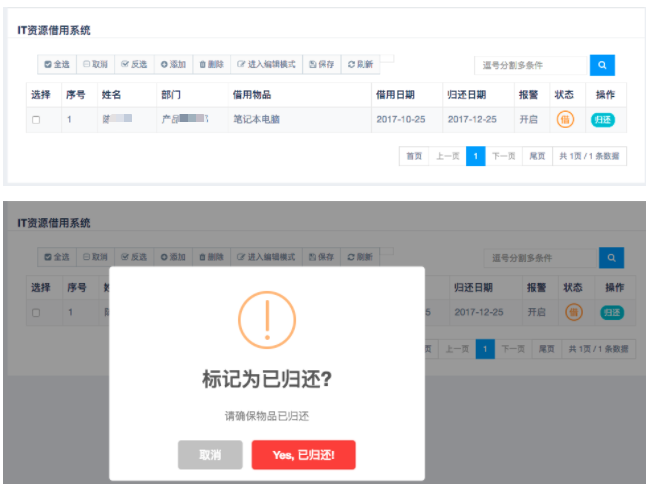 IT资源借用系统
全选 取消 反选 添加 删除 进入编辑模式 保存 刷新 逗号分割多条件
选择 序号 姓名 部门 借用物品 借用日期 归还日期 报警 状态 操作
1 产品 笔记本电脑 2017-10-25 2017-12-25 开启 借 归还
首页 上一页 1 下一页 尾页 共 1页 / 1 条数据
IT资源借用系统
全选 取消 反选 添加 删除 进入编辑模式 保存 刷新 逗号分割多条件
选择 序号 归还日期 报警 状态 操作
1 5 2017-12-25 开启 借 归还
页 上一页 1 下一页 尾页 共 1页 / 1 条数据
标记为已归还?
请确保物品已归还
取消 Yes, 已归还!